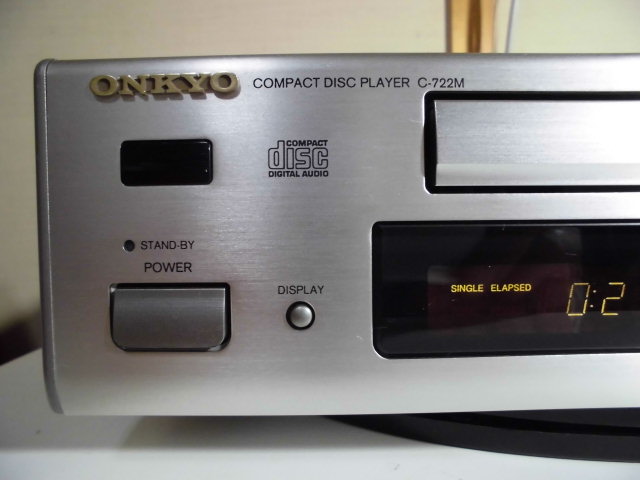 ONKYO COMPACT DISC PLAYER C-722M
COMPACT
disc
DIGITAL AUDIO
STAND-BY
POWER
DISPLAY
SINGLE ELAPSED
0:2